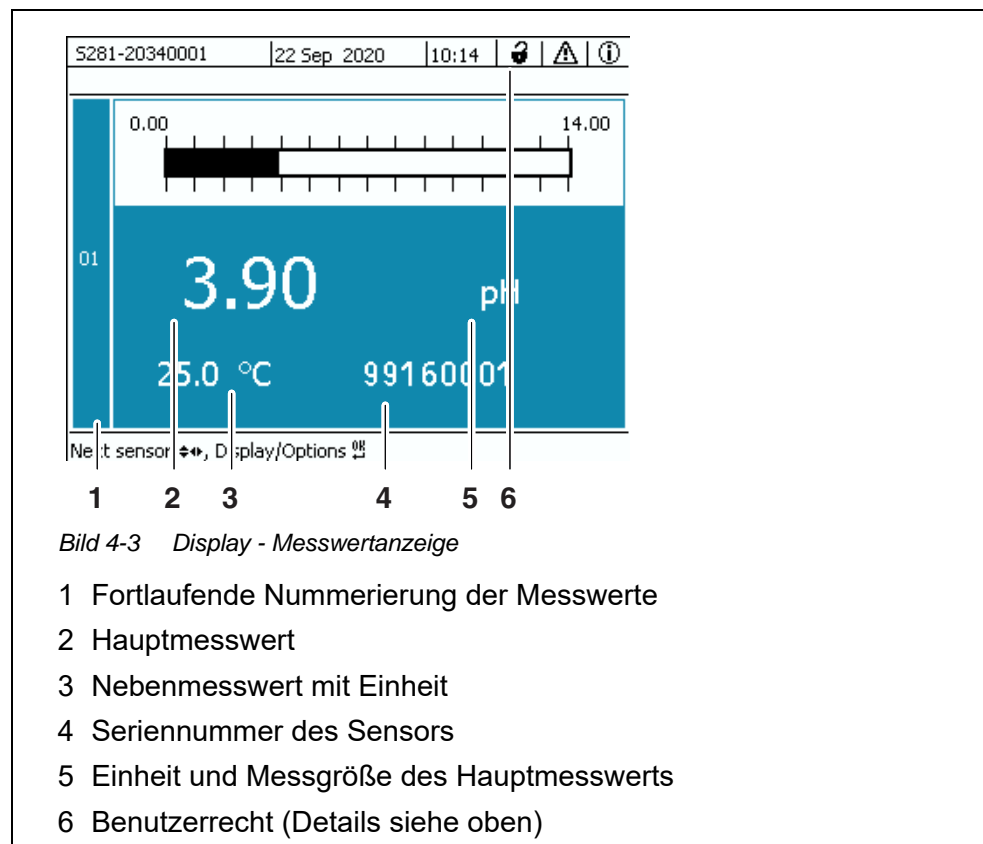 S281-20340001 22 Sep 2020 10:14
0.00 14.00
01
3.90 pH
25.0 °C 99160001
Next sensor, Display/Options OK
1 2 3 4 5 6
Bild 4-3 Display - Messwertanzeige
1 Fortlaufende Nummerierung der Messwerte
2 Hauptmesswert
3 Nebenmesswert mit Einheit
4 Seriennummer des Sensors
5 Einheit und Messgröße des Hauptmesswerts
6 Benutzerrecht (Details siehe oben)